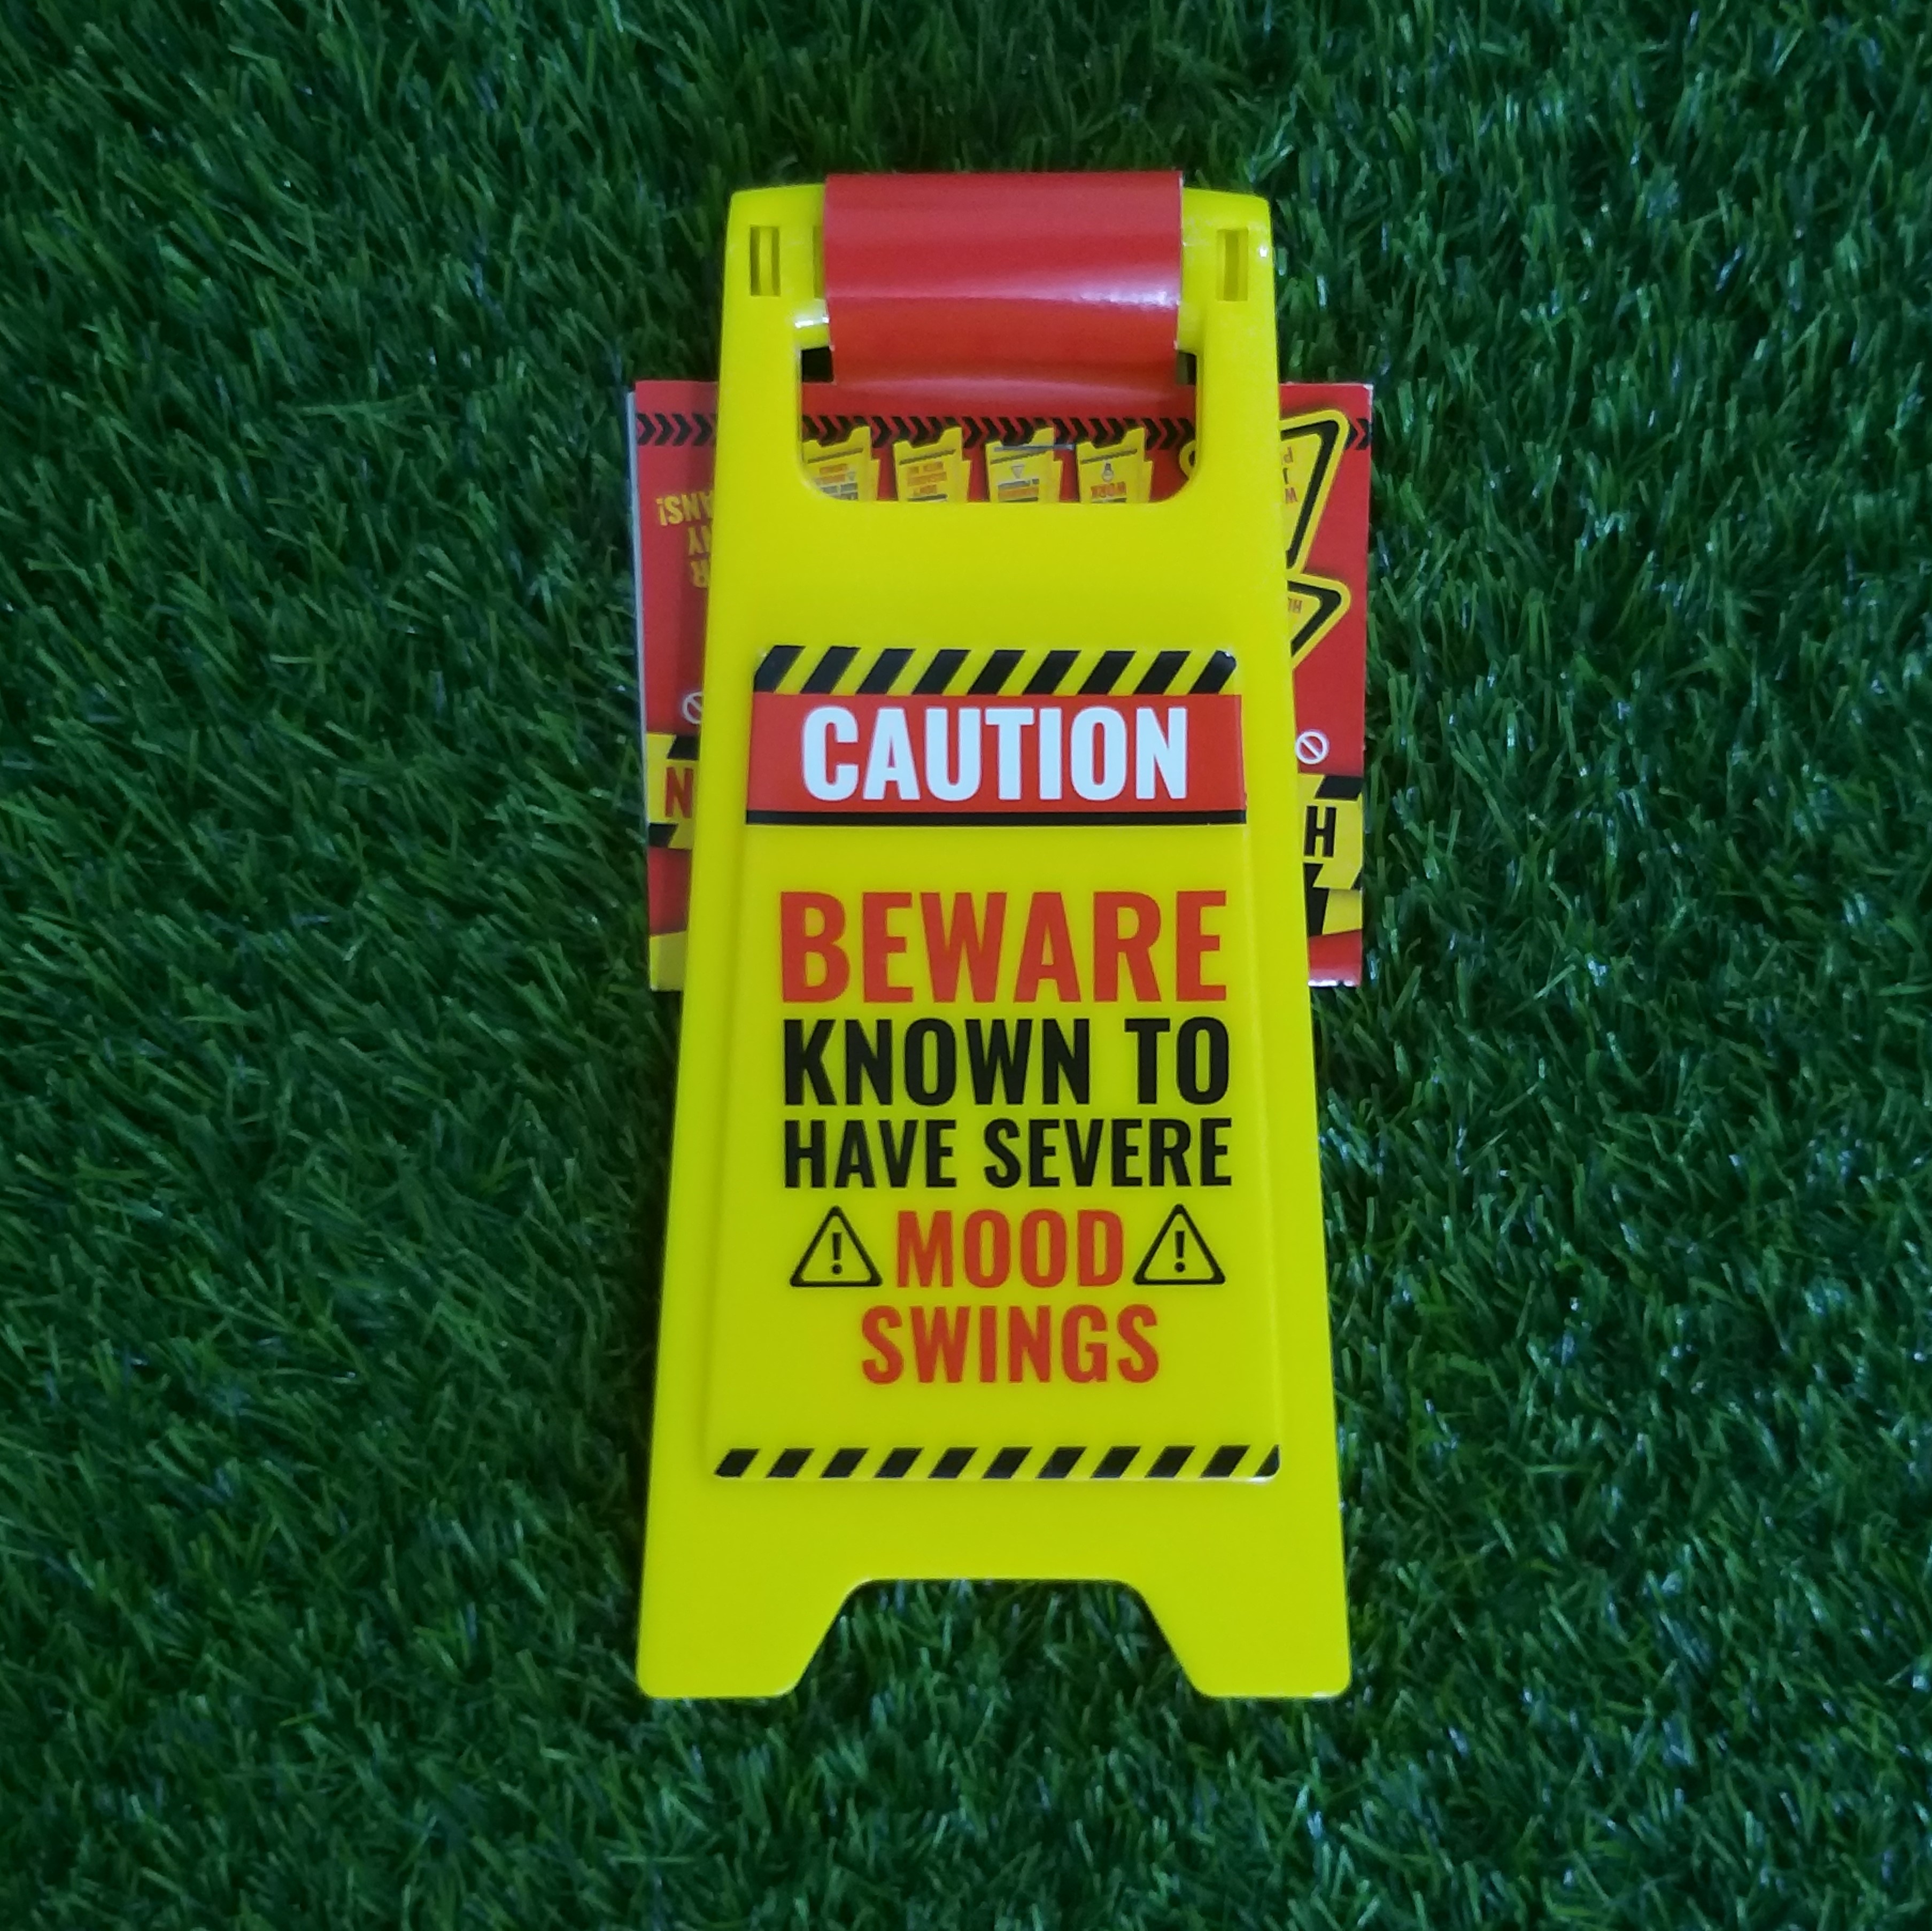 CAUTION
BEWARE
KNOWN TO
HAVE SEVERE
MOOD
SWINGS